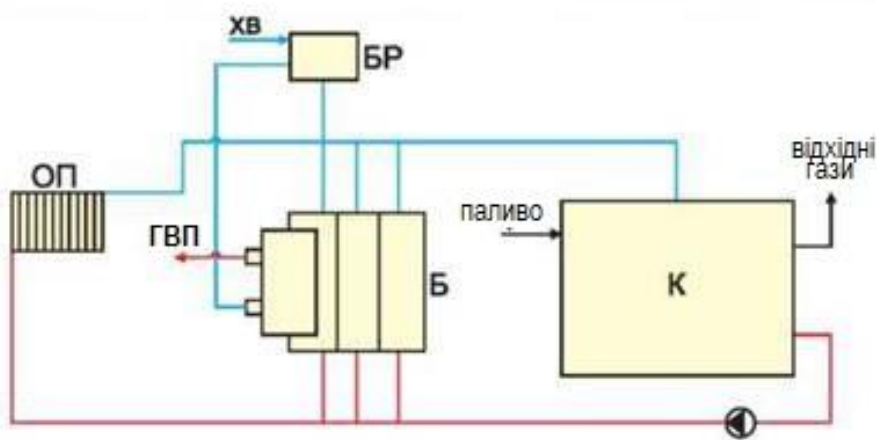 ХВ
БР
ОП
відхідні
гази
паливо
ГВП
Б
К